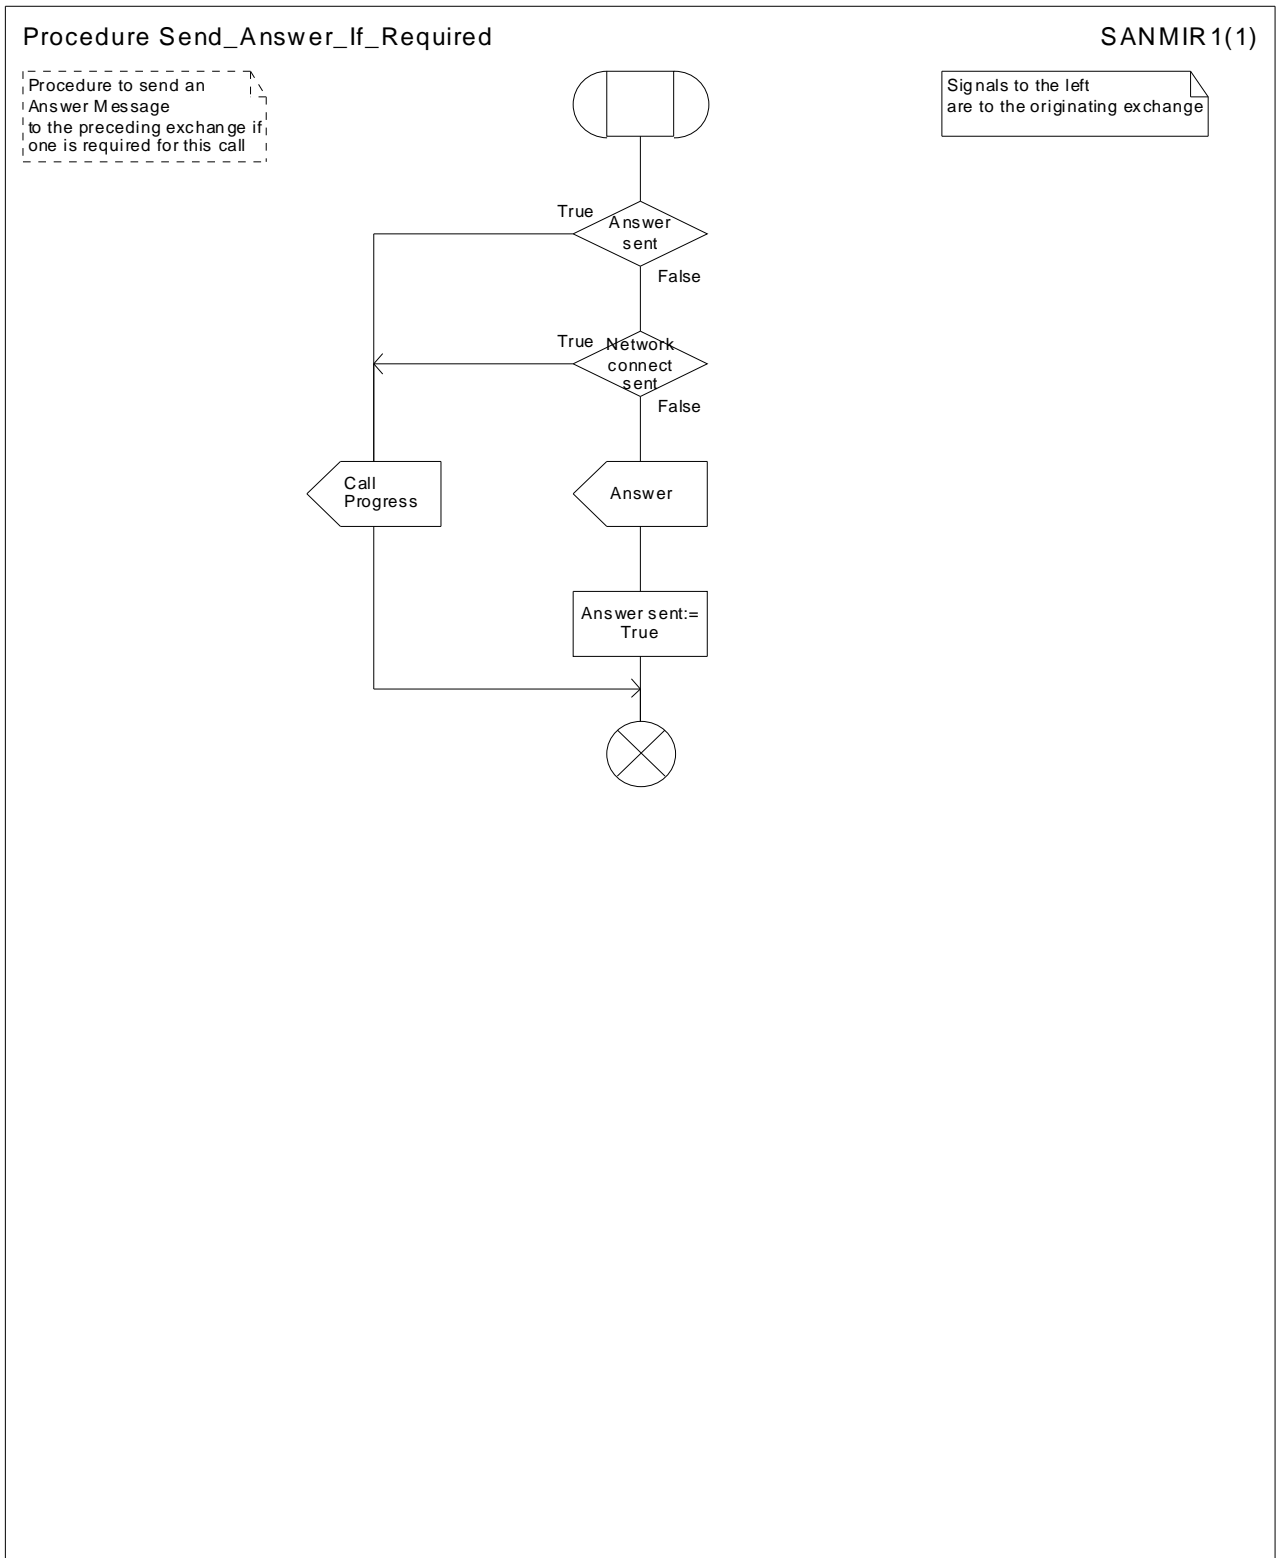 Procedure Send_Answer_If_Required
SANMIR1(1)
Procedure to send an
Answer Message
to the preceding exchange if
one is required for this call
Signals to the left
are to the originating exchange
True
Answer
sent
False
True
Network
connect
sent
False
Call
Progress
Answer
Answer sent:=
True